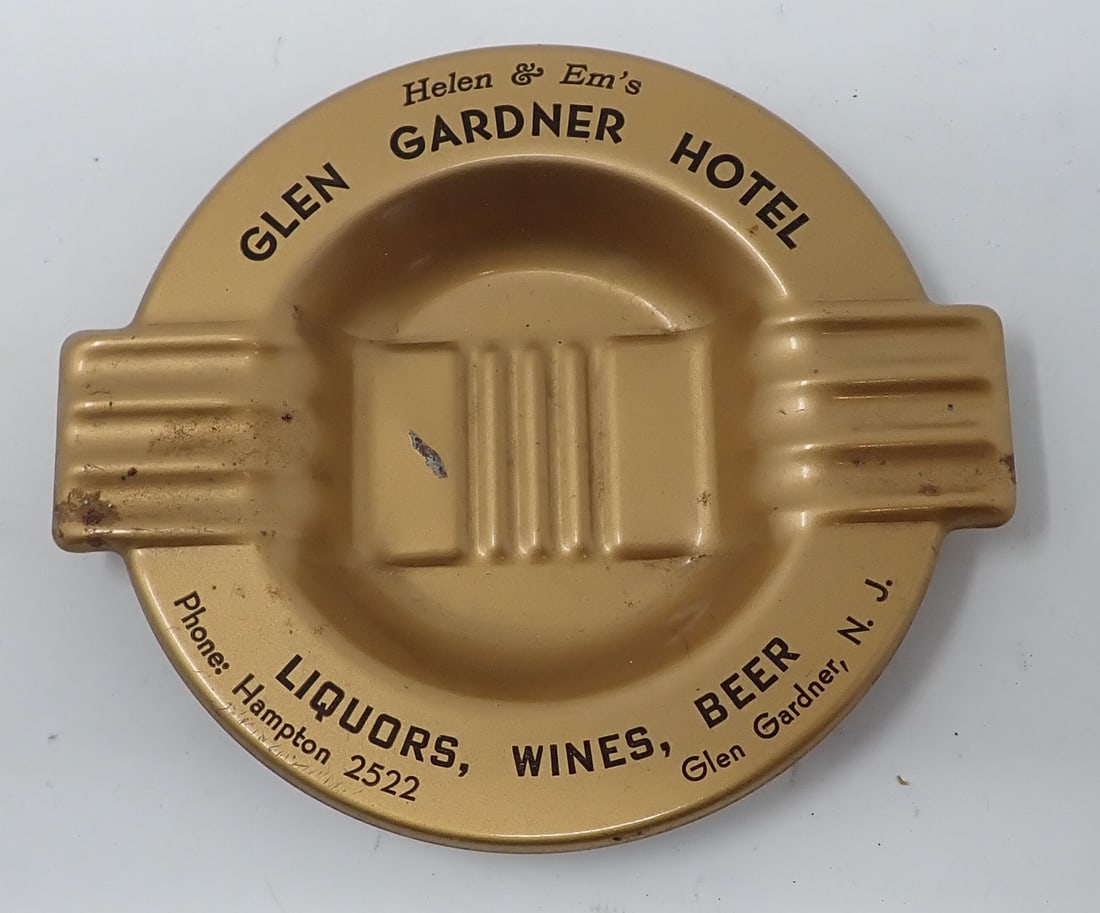 Helen & Em's
GLEN GARDNER HOTEL
LIQUORS, WINES, BEER
Phone: Hampton 2522
Glen Gardner, N. J.